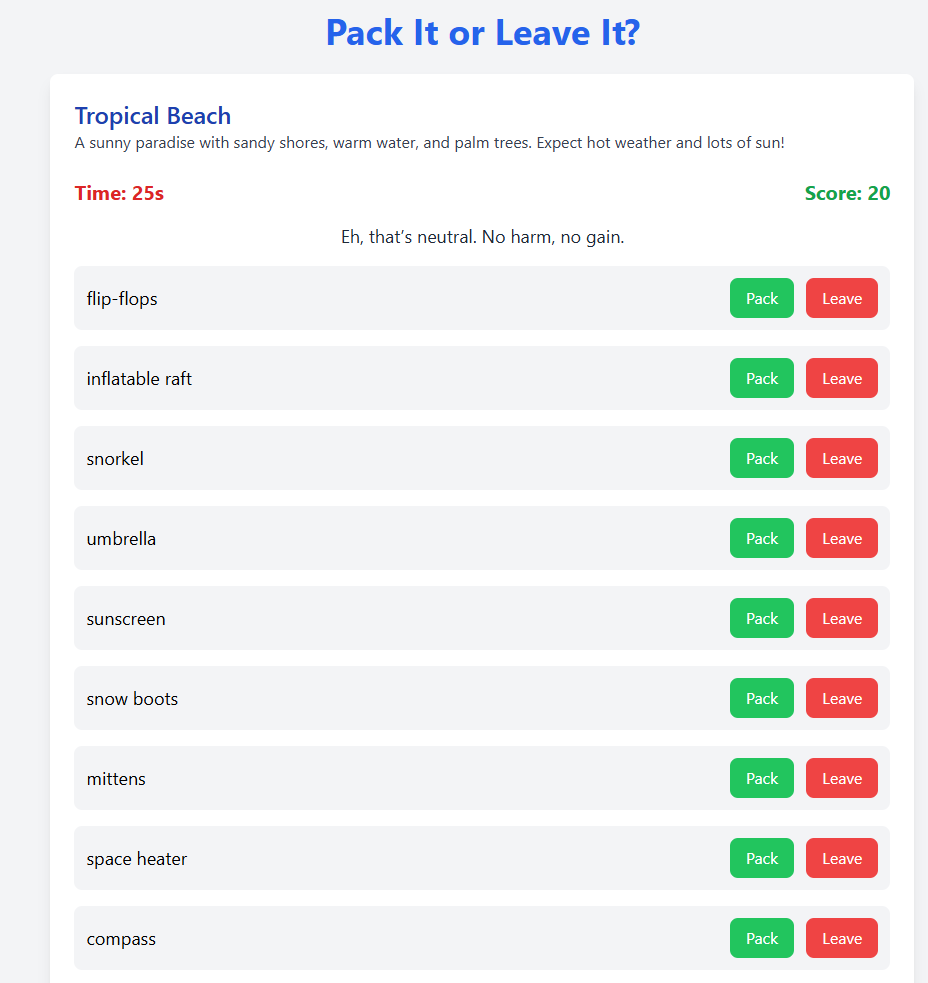 Pack It or Leave It?
Tropical Beach
A sunny paradise with sandy shores, warm water, and palm trees. Expect hot weather and lots of sun!
Time: 25s Score: 20
Eh, that’s neutral. No harm, no gain.
flip-flops Pack Leave
inflatable raft Pack Leave
snorkel Pack Leave
umbrella Pack Leave
sunscreen Pack Leave
snow boots Pack Leave
mittens Pack Leave
space heater Pack Leave
compass Pack Leave